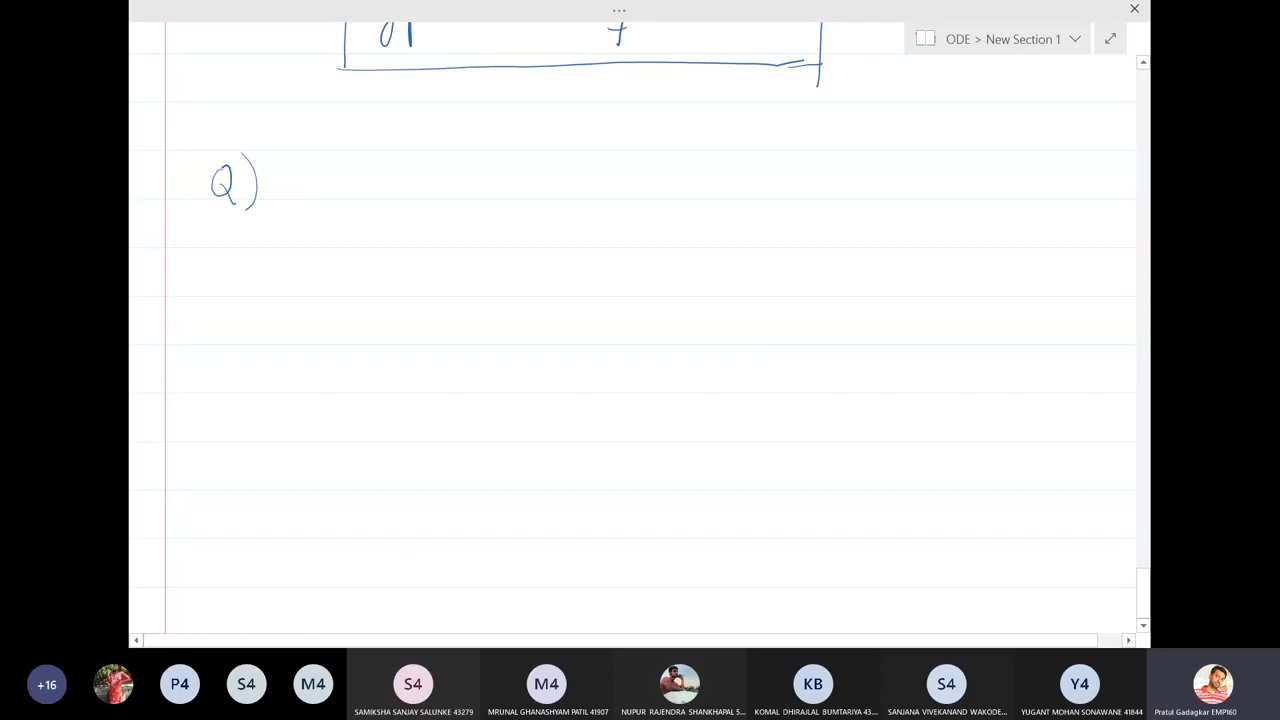 ODE > New Section 1
Q)
+16
P4
S4
M4
S4
M4
KB
S4
Y4
SAMIKSHA SANJAY SALUNKE 43279
MRUNAL GHANASHYAM PATIL 41907
NUPUR RAJENDRA SHANKHAPAL S...
KOMAL DHIRAJLAL BUMTARIYA 43...
SANJANA VIVEKANAND WAKODE...
YUGANT MOHAN SONAWANE 41844
Pratul Gadagkar EMP160